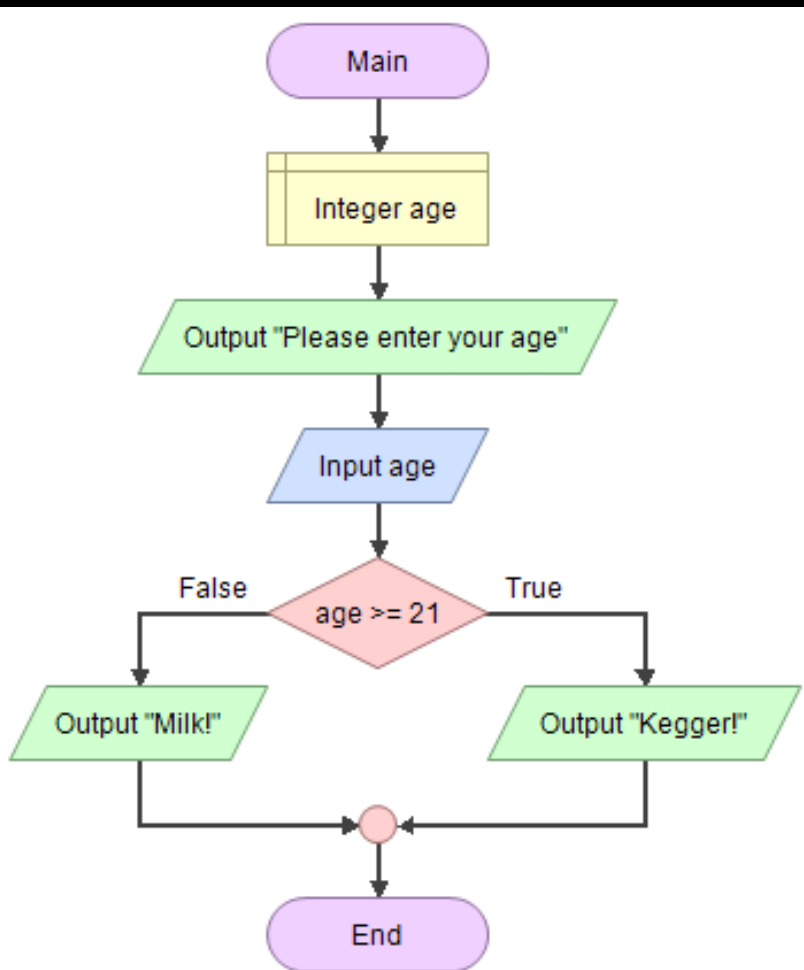 Main
Integer age
Output "Please enter your age"
Input age
False
True
age >= 21
Output "Milk!"
Output "Kegger!"
End